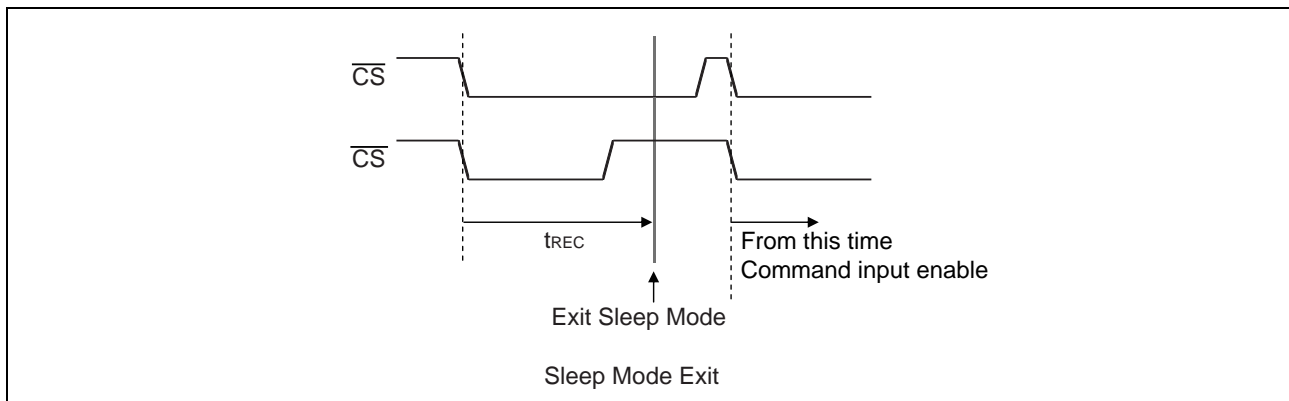 CS
CS
tREC
From this time
Command input enable
Exit Sleep Mode
Sleep Mode Exit